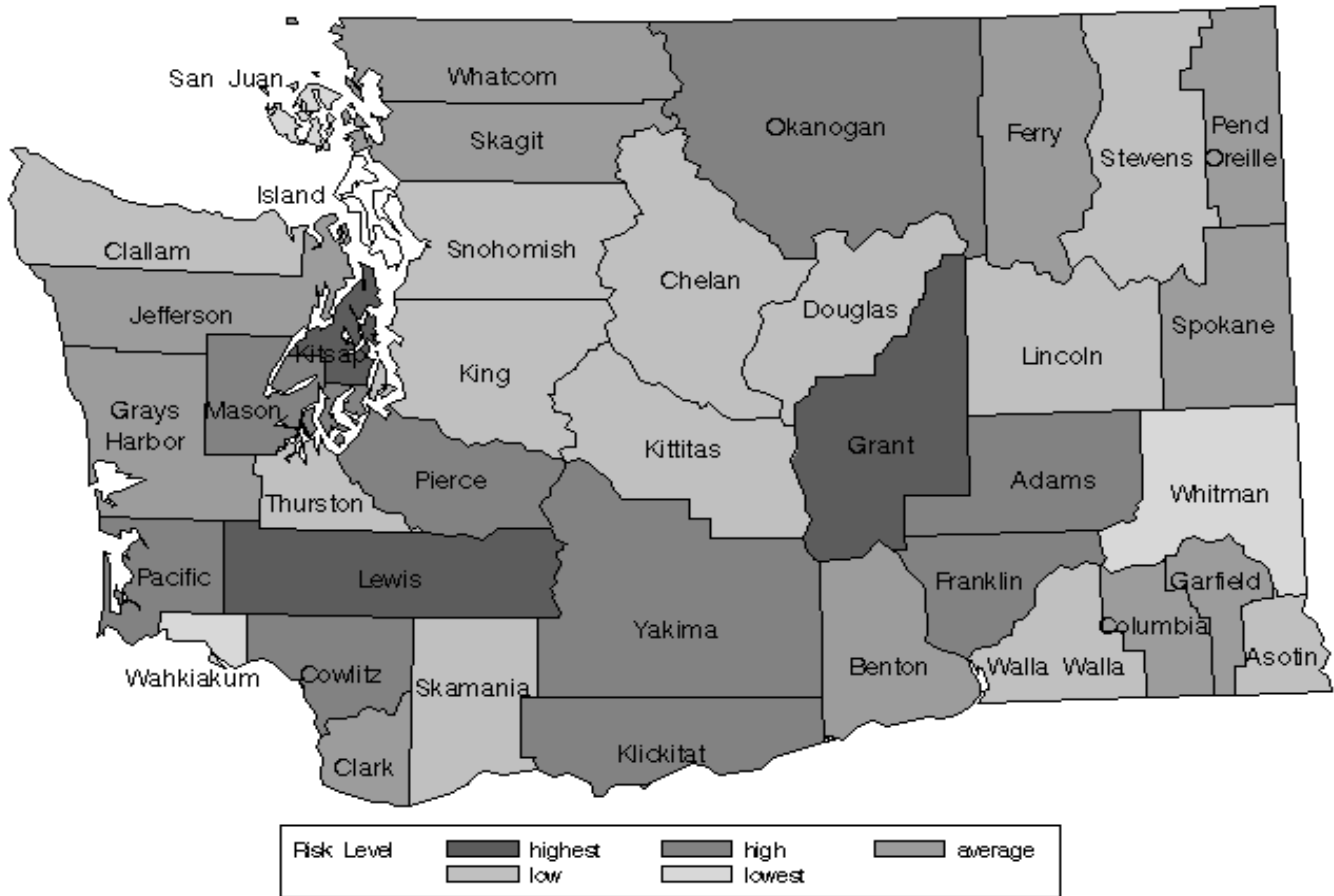 Whatcom
San Juan
Okanogan
Skagit
Ferry
Pend
Oreille
Stevens
Island
Clallam
Snohomish
Chelan
Jefferson
Douglas
Spokane
Kitsap
King
Lincoln
Grays
Harbor
Mason
Kittitas
Grant
Pierce
Adams
Whitman
Thurston
Pacific
Lewis
Franklin
Garfield
Yakima
Columbia
Wahkiakum
Cowlitz
Skamania
Benton
Walla Walla
Asotin
Clark
Klickitat
Risk Level highest high average
low lowest